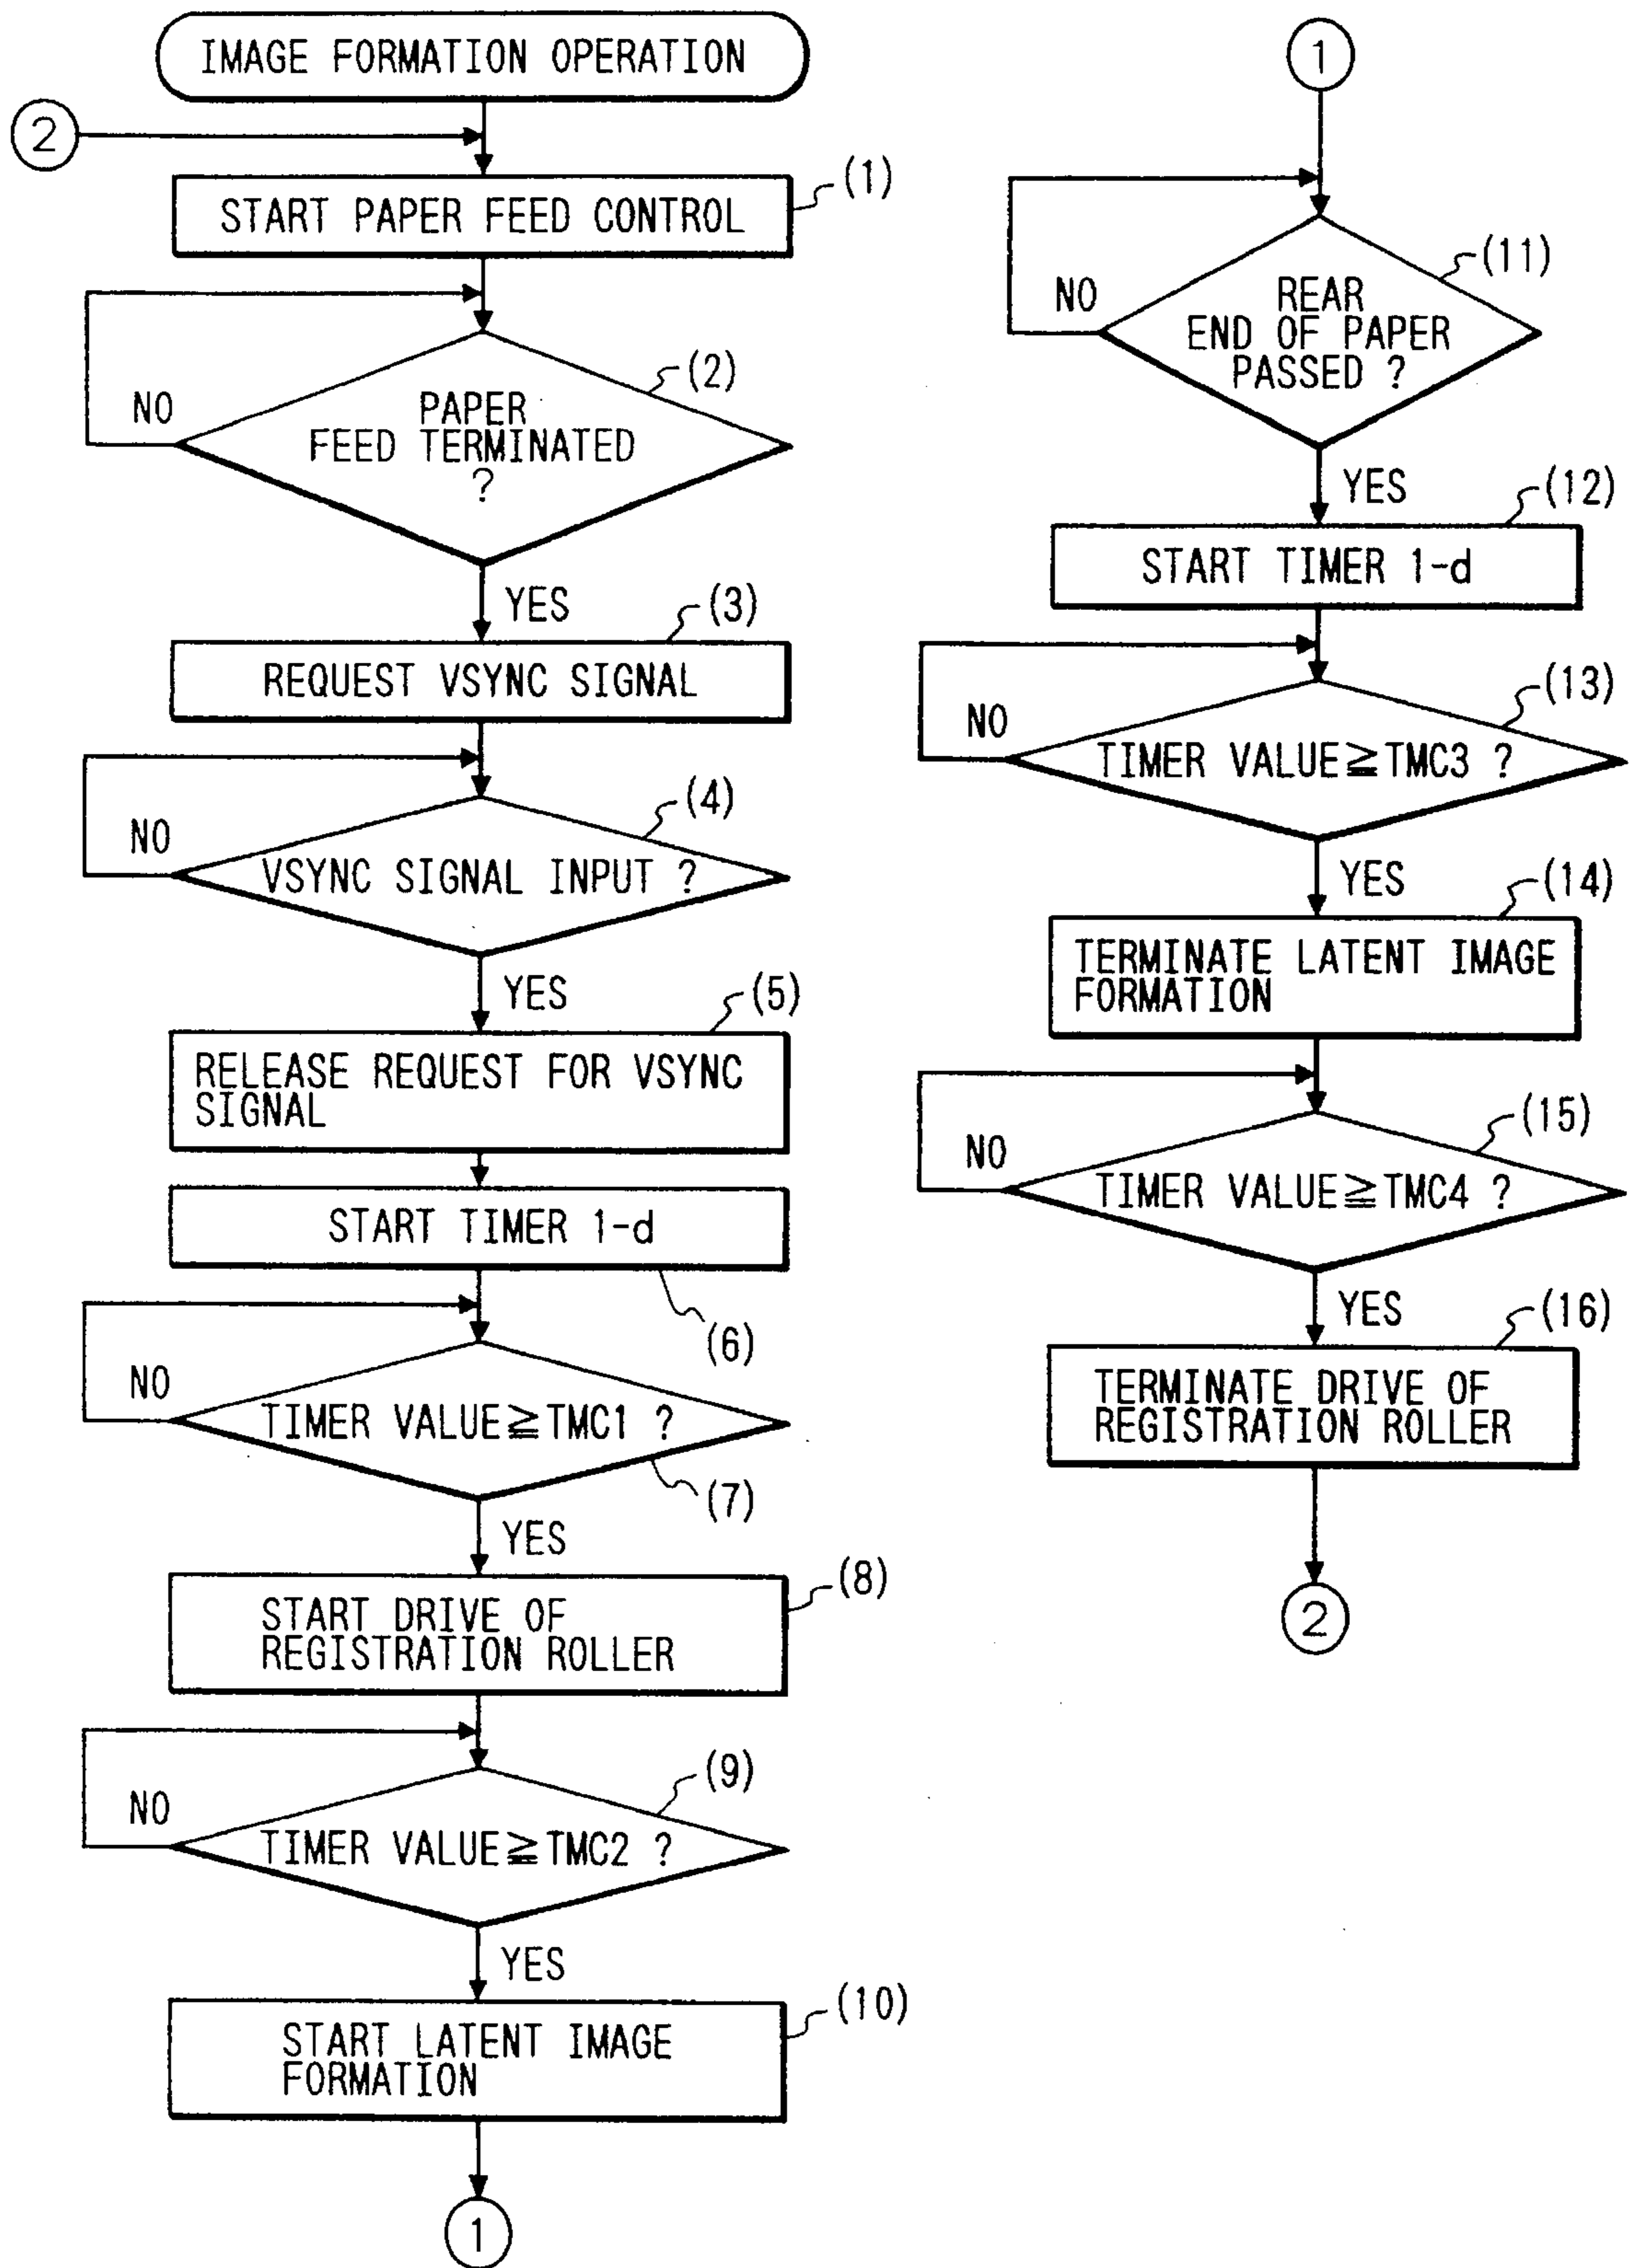 IMAGE FORMATION OPERATION
2
START PAPER FEED CONTROL
(1)
PAPER
FEED TERMINATED
?
(2)
NO
YES
REQUEST VSYNC SIGNAL
(3)
VSYNC SIGNAL INPUT ?
(4)
NO
YES
RELEASE REQUEST FOR VSYNC
SIGNAL
(5)
START TIMER 1-d
(6)
TIMER VALUE≧TMC1 ?
(7)
NO
YES
START DRIVE OF
REGISTRATION ROLLER
(8)
TIMER VALUE≧TMC2 ?
(9)
NO
YES
START LATENT IMAGE
FORMATION
(10)
1
1
REAR
END OF PAPER
PASSED ?
(11)
NO
YES
START TIMER 1-d
(12)
TIMER VALUE≧TMC3 ?
(13)
NO
YES
TERMINATE LATENT IMAGE
FORMATION
(14)
TIMER VALUE≧TMC4 ?
(15)
NO
YES
TERMINATE DRIVE OF
REGISTRATION ROLLER
(16)
2